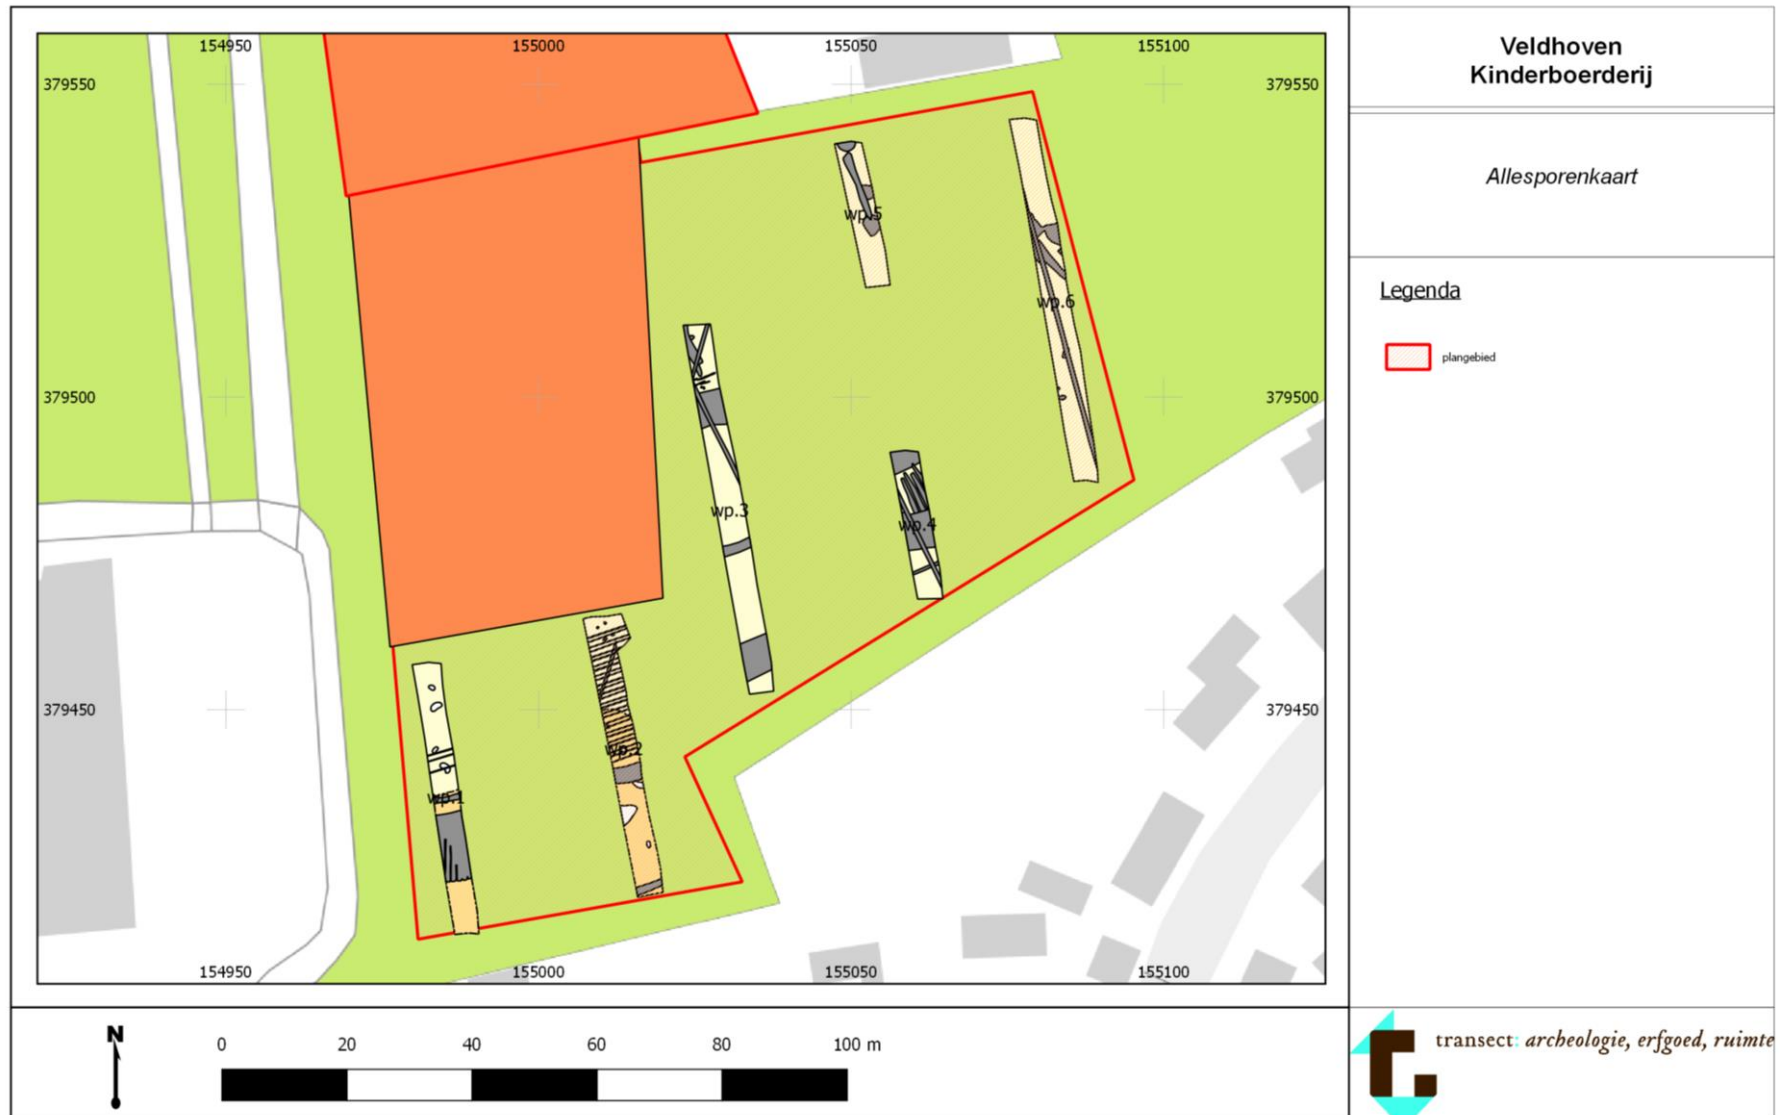 154950 155000 155050 155100
379550 379550
wp.5
wp.6
379500 379500
wp.3
wp.4
379450 379450
wp.2
wp.1
154950 155000 155050 155100
N
0 20 40 60 80 100 m
Veldhoven
Kinderboerderij
Allesporenkaart
Legenda
plangebied
transect: archeologie, erfgoed, ruimte